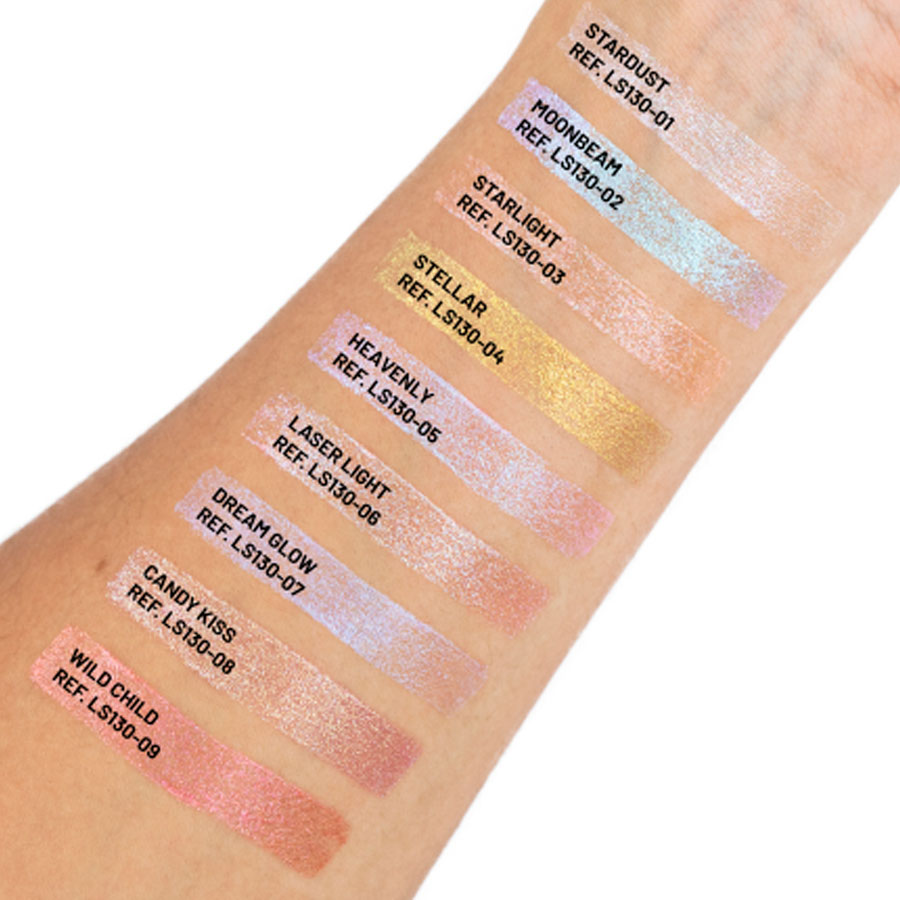 STARDUST
REF. LS130-01
MOONBEAM
REF. LS130-02
STARLIGHT
REF. LS130-03
STELLAR
REF. LS130-04
HEAVENLY
REF. LS130-05
LASER LIGHT
REF. LS130-06
DREAM GLOW
REF. LS130-07
CANDY KISS
REF. LS130-08
WILD CHILD
REF. LS130-09